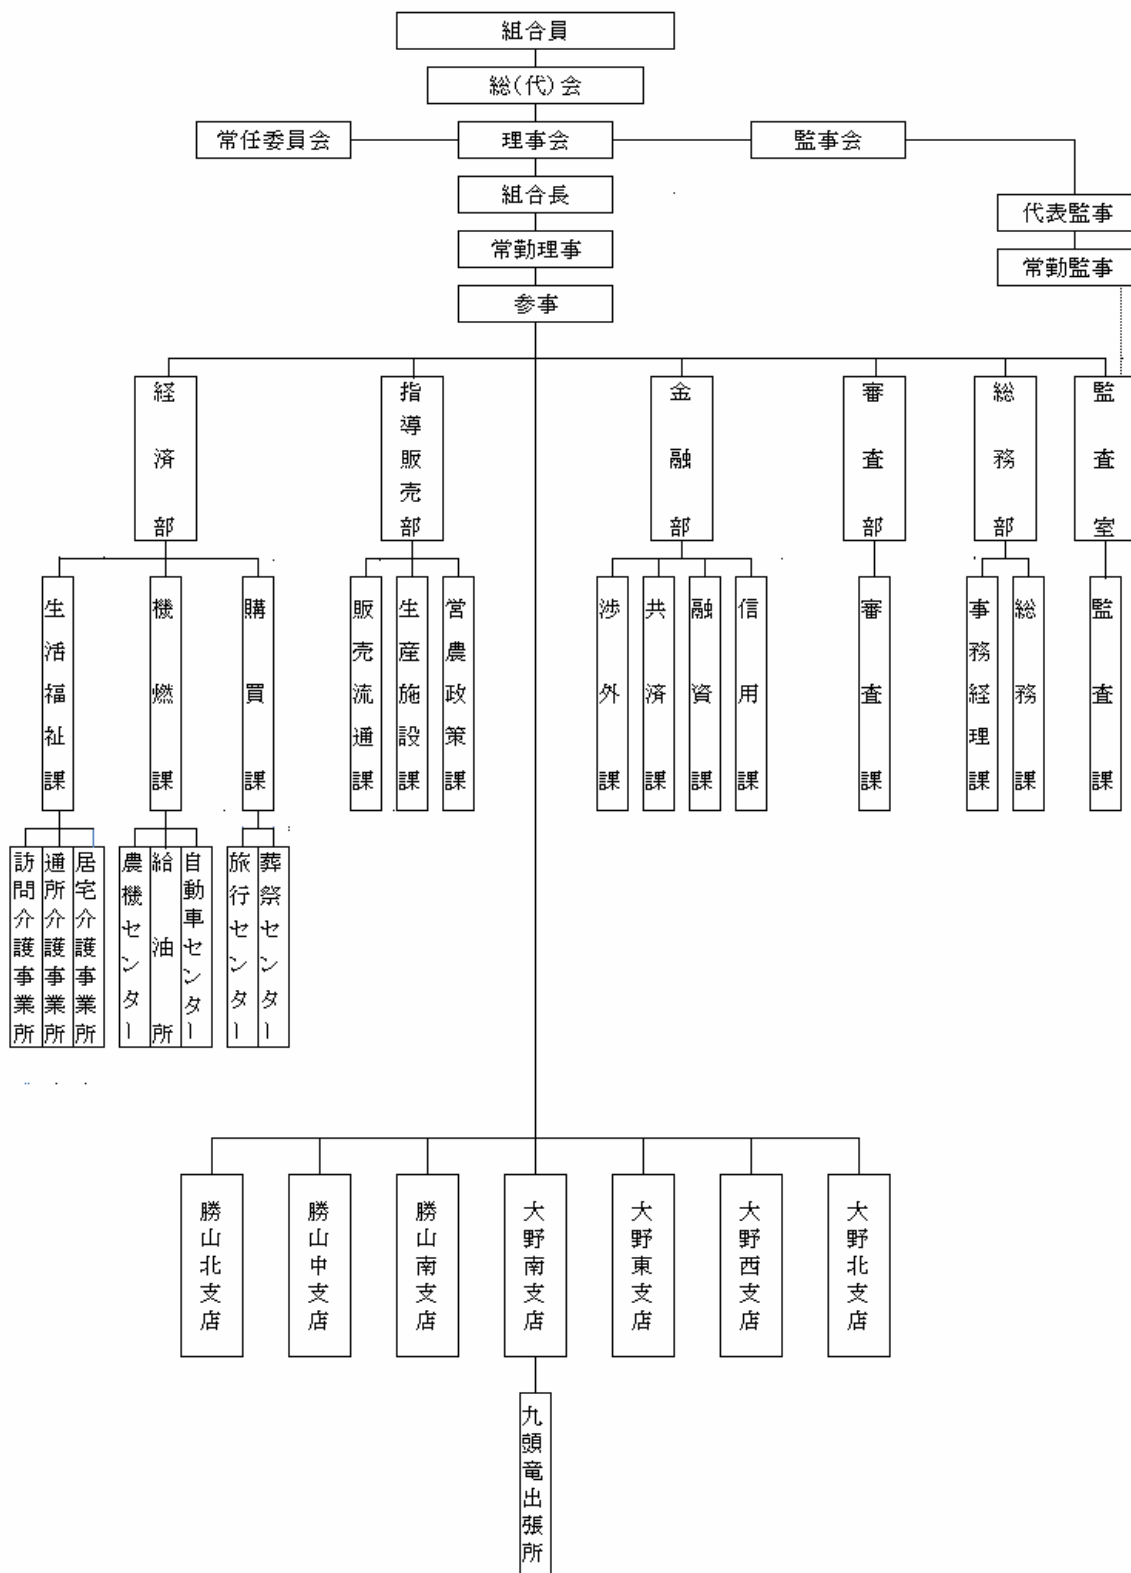 組合員
総(代)会
常任委員会
理事会
監事会
組合長
代表監事
常勤理事
常勤監事
参事
経済部
指導販売部
金融部
審査部
総務部
監査室
生活福祉課
機燃課
購買課
販売流通課
生産施設課
営農政策課
渉外課
共済課
融資課
信用課
審査課
事務経理課
総務課
監査課
訪問介護事業所
通所介護事業所
居宅介護事業所
農機センター
給油所
自動車センター
旅行センター
葬祭センター
勝山北支店
勝山中支店
勝山南支店
大野南支店
大野東支店
大野西支店
大野北支店
九頭竜出張所